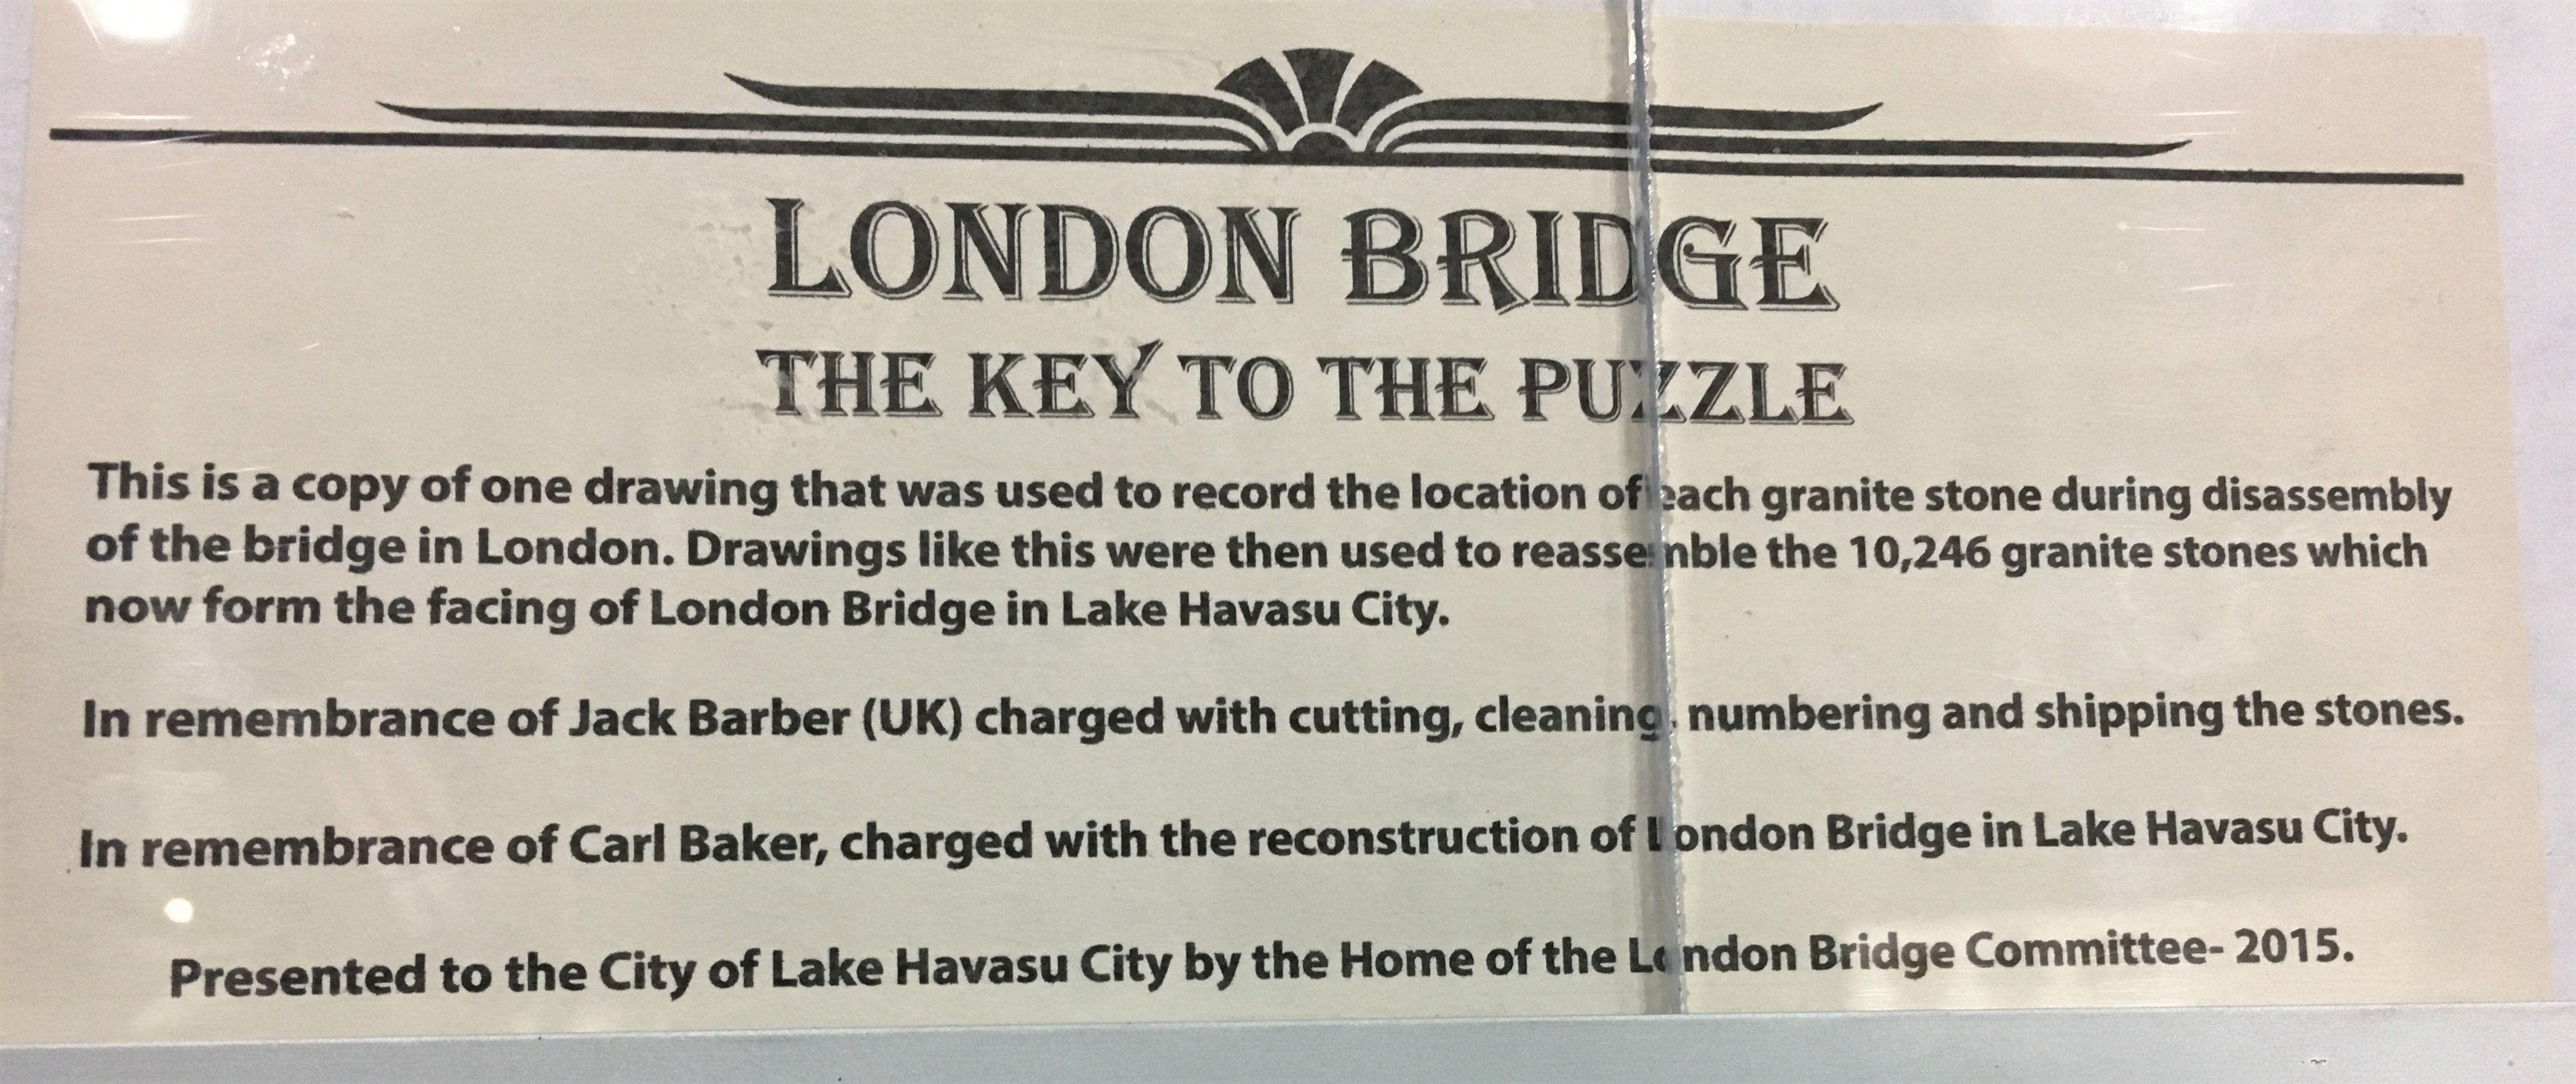 LONDON BRIDGE
THE KEY TO THE PUZZLE
This is a copy of one drawing that was used to record the location of each granite stone during disassembly
of the bridge in London. Drawings like this were then used to reassemble the 10,246 granite stones which
now form the facing of London Bridge in Lake Havasu City.
In remembrance of Jack Barber (UK) charged with cutting, cleaning, numbering and shipping the stones.
In remembrance of Carl Baker, charged with the reconstruction of London Bridge in Lake Havasu City.
Presented to the City of Lake Havasu City by the Home of the London Bridge Committee- 2015.